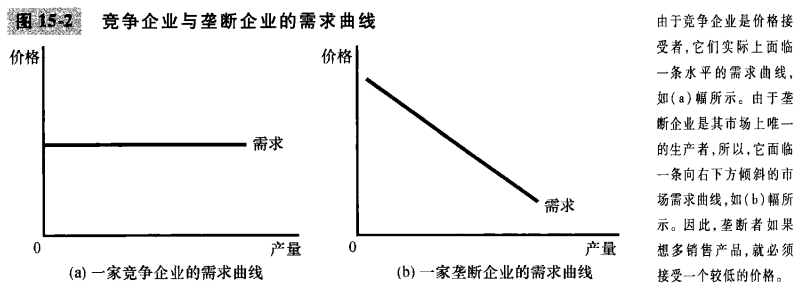 图 15-2 竞争企业与垄断企业的需求曲线
价格
需求
0
产量
(a) 一家竞争企业的需求曲线
价格
需求
0
产量
(b) 一家垄断企业的需求曲线
由于竞争企业是价格接
受者,它们实际上面临
一条水平的需求曲线,
如(a)幅所示。由于垄
断企业是其市场上唯一
的生产者,所以,它面临
一条向右下方倾斜的市
场需求曲线,如(b)幅所
示。因此,垄断者如果
想多销售产品,就必须
接受一个较低的价格。